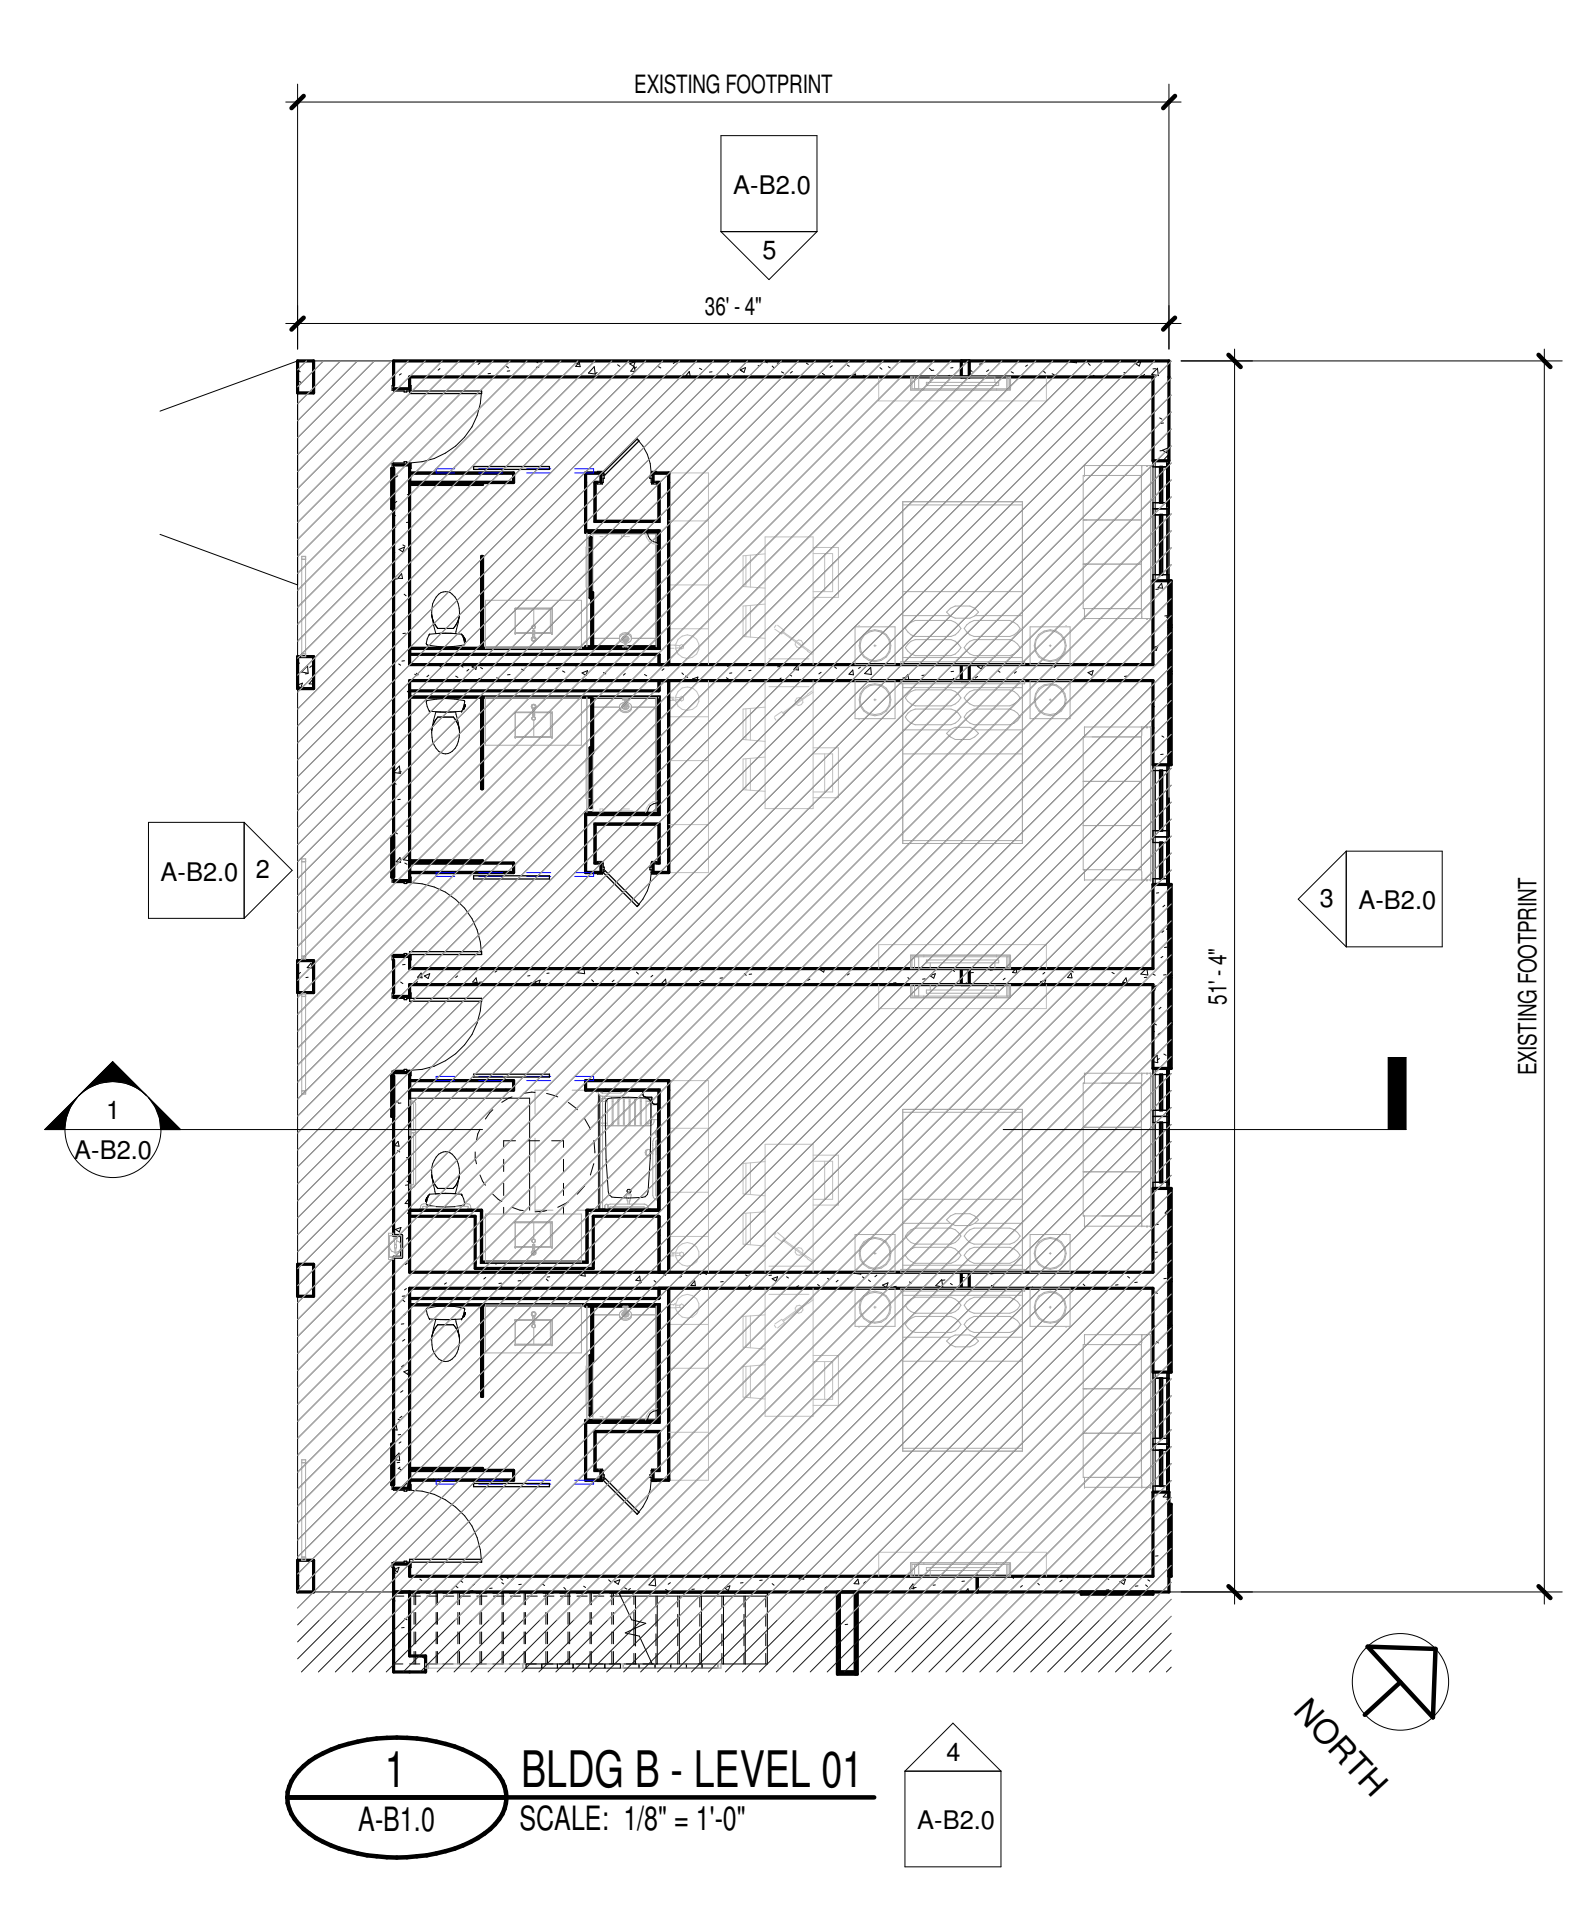 EXISTING FOOTPRINT
A-B2.0
5
36' - 4"
A-B2.0
2
3
A-B2.0
51' - 4"
EXISTING FOOTPRINT
1
A-B2.0
NORTH
1
A-B1.0
BLDG B - LEVEL 01
SCALE: 1/8" = 1'-0"
4
A-B2.0